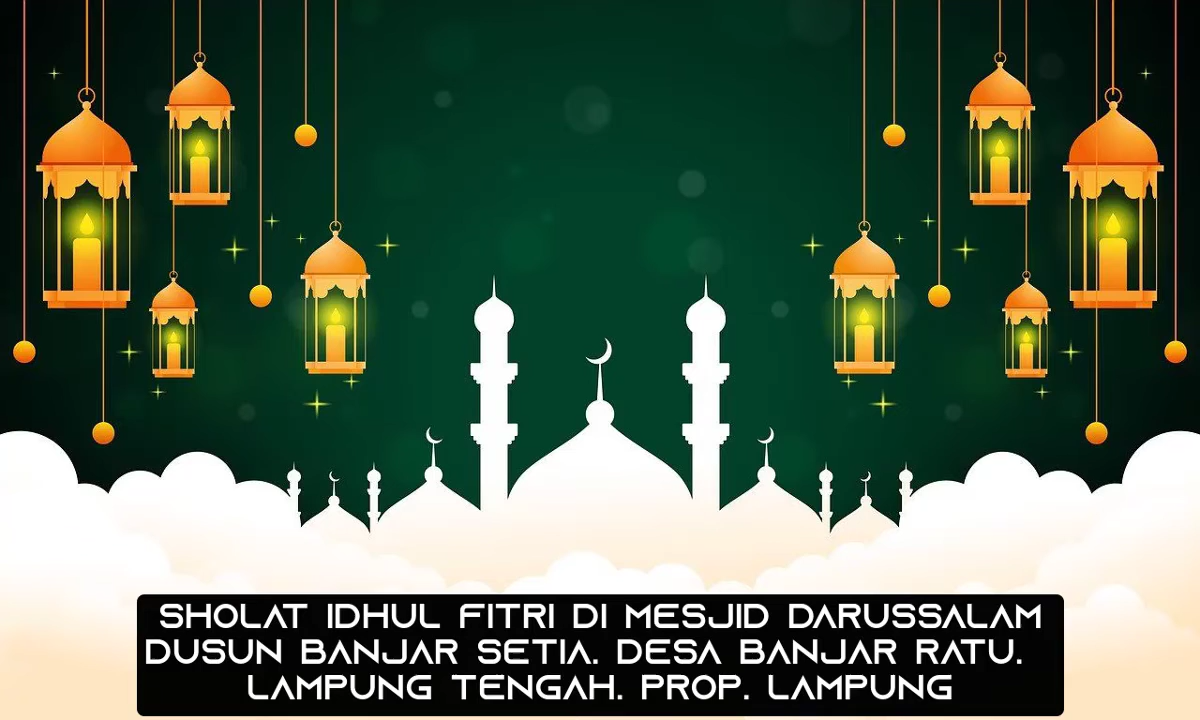 SHOLAT IDHUL FITRI DI MESJID DARUSSALAM
DUSUN BANJAR SETIA. DESA BANJAR RATU.
LAMPUNG TENGAH. PROP. LAMPUNG